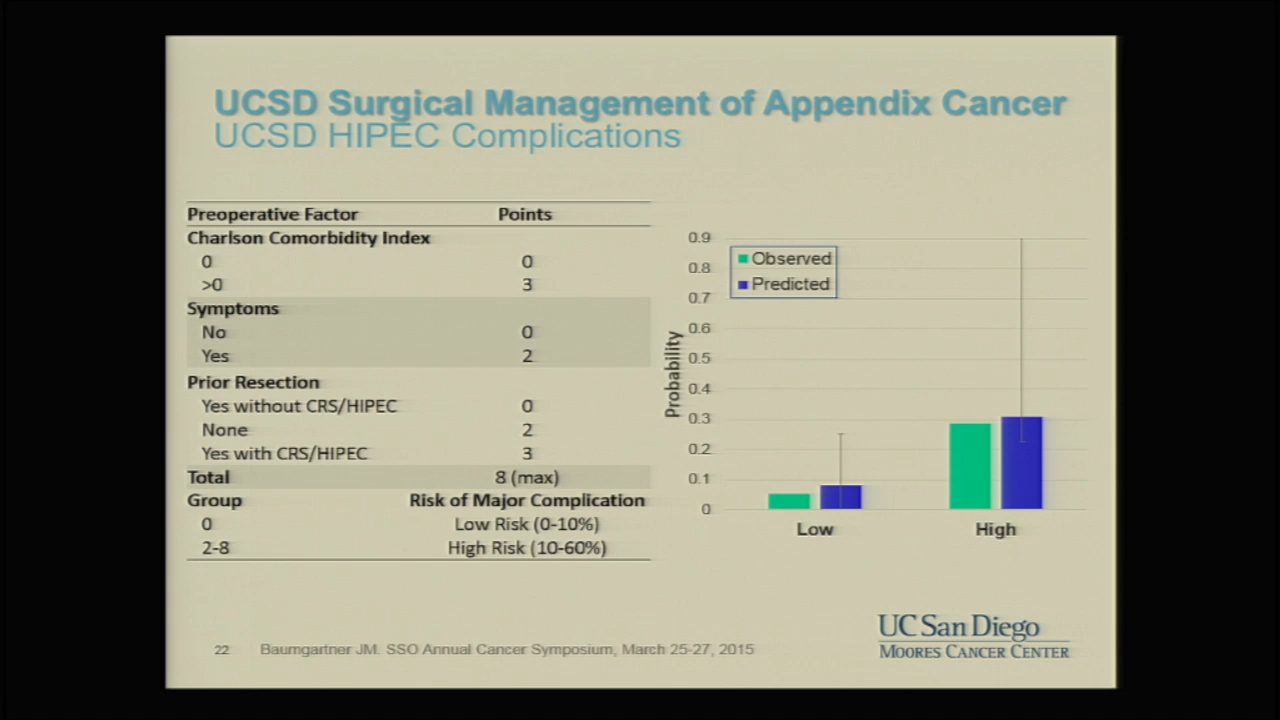 UCSD Surgical Management of Appendix Cancer
UCSD HIPEC Complications
Preoperative Factor Points
Charlson Comorbidity Index
0 0
>0 3
Symptoms
No 0
Yes 2
Prior Resection
Yes without CRS/HIPEC 0
None 2
Yes with CRS/HIPEC 3
Total 8 (max)
Group Risk of Major Complication
0 Low Risk (0-10%)
2-8 High Risk (10-60%)
Probability
0.9
0.8
0.7
0.6
0.5
0.4
0.3
0.2
0.1
0
Observed
Predicted
Low High
22 Baumgartner JM. SSO Annual Cancer Symposium, March 25-27, 2015
UC San Diego
MOORES CANCER CENTER